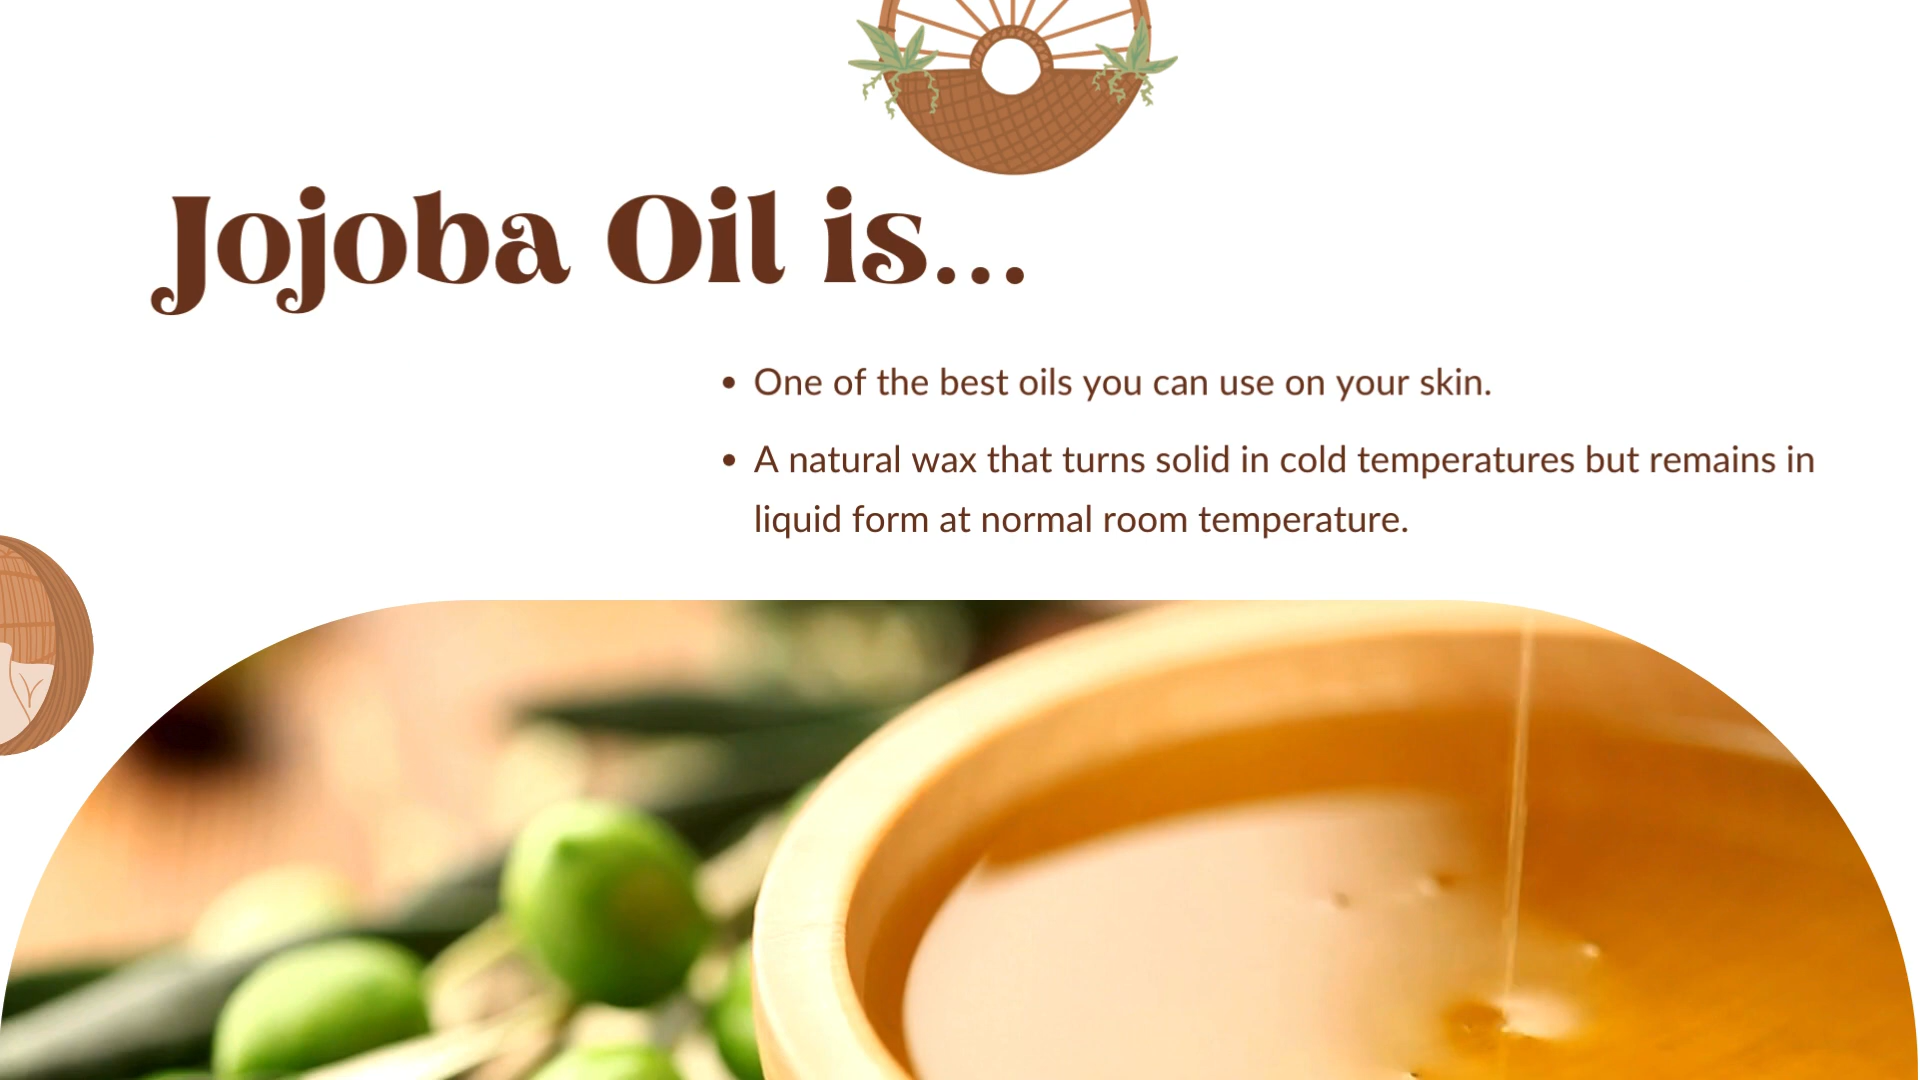 Jojoba Oil is...
• One of the best oils you can use on your skin.
• A natural wax that turns solid in cold temperatures but remains in
liquid form at normal room temperature.